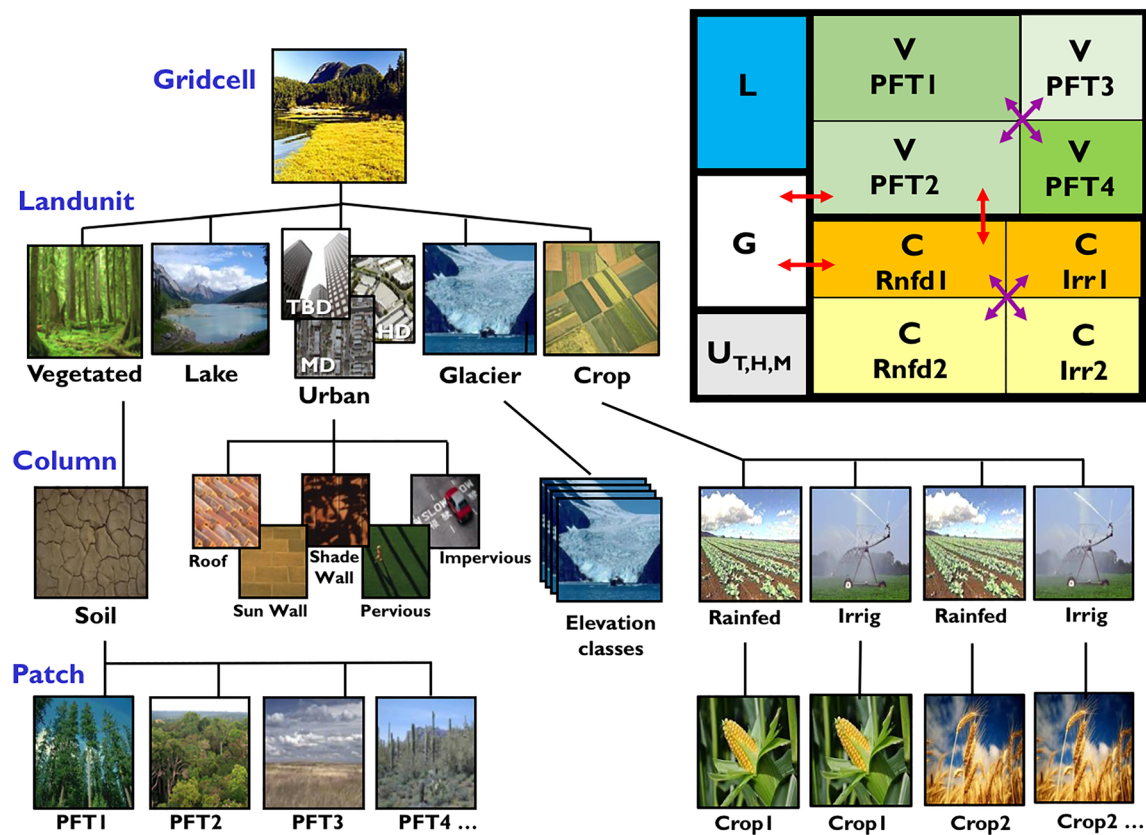 Gridcell
Landunit
L
V
PFT1
V
PFT3
V
PFT2
V
PFT4
G
C
Rnfd1
C
Irr1
U T,H,M
C
Rnfd2
C
Irr2
TBD
HD
MD
Vegetated
Lake
Urban
Glacier
Crop
Column
SLOW
LOW
Roof
Shade
Wall
Impervious
Sun Wall
Pervious
Soil
Elevation
classes
Rainfed
Irrig
Rainfed
Irrig
Patch
PFT1
PFT2
PFT3
PFT4 ...
Crop1
Crop1
Crop2
Crop2 ...